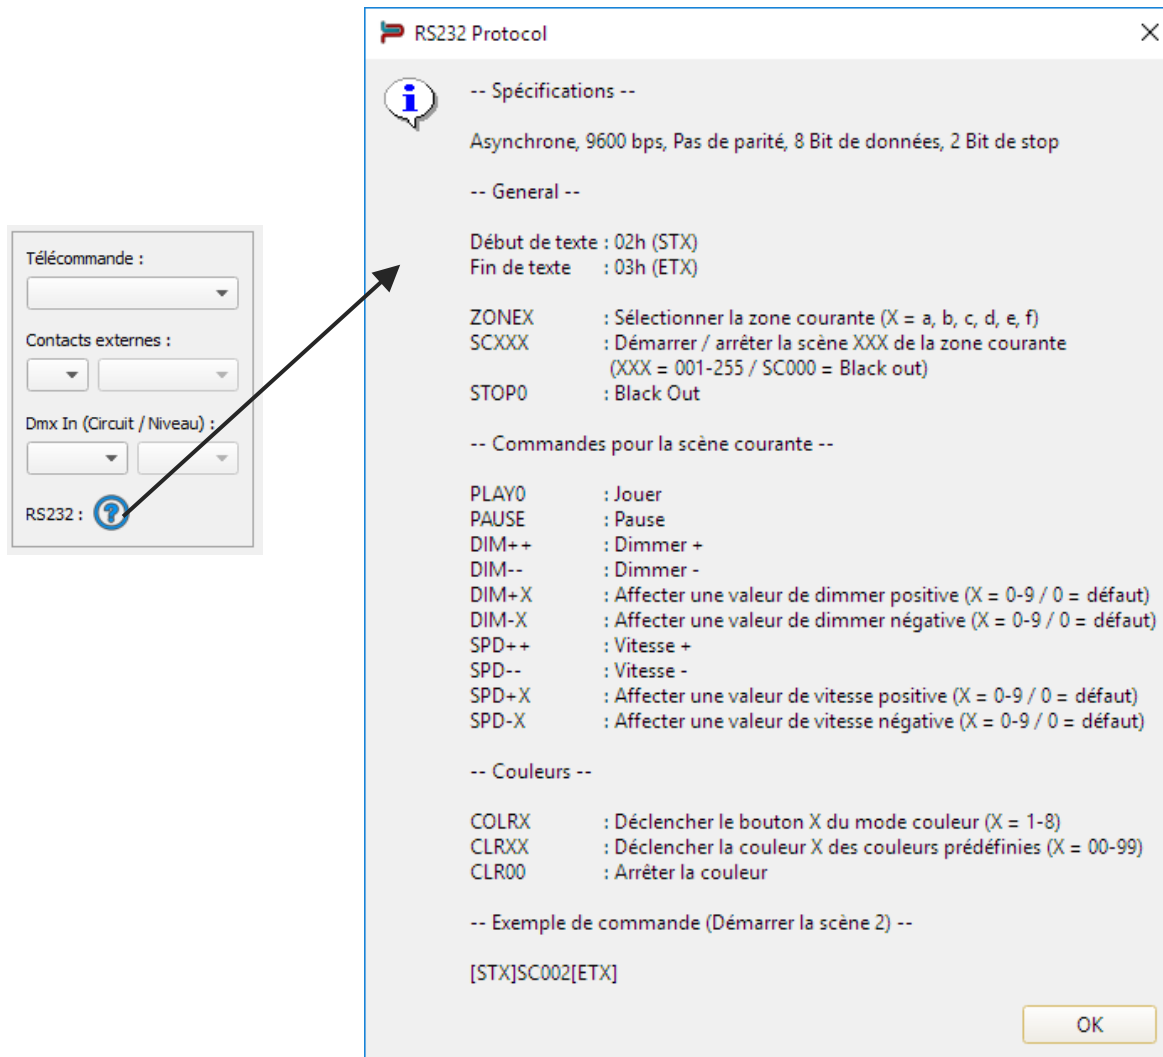 Télécommande :
Contacts externes :
Dmx In (Circuit / Niveau) :
RS232 :
RS232 Protocol
-- Spécifications --
Asynchrone, 9600 bps, Pas de parité, 8 Bit de données, 2 Bit de stop
-- General --
Début de texte : 02h (STX)
Fin de texte : 03h (ETX)
ZONEX : Sélectionner la zone courante (X = a, b, c, d, e, f)
SCXXX : Démarrer / arrêter la scène XXX de la zone courante
(XXX = 001-255 / SC000 = Black out)
STOP0 : Black Out
-- Commandes pour la scène courante --
PLAY0 : Jouer
PAUSE : Pause
DIM++ : Dimmer +
DIM-- : Dimmer -
DIM+X : Affecter une valeur de dimmer positive (X = 0-9 / 0 = défaut)
DIM-X : Affecter une valeur de dimmer négative (X = 0-9 / 0 = défaut)
SPD++ : Vitesse +
SPD-- : Vitesse -
SPD+X : Affecter une valeur de vitesse positive (X = 0-9 / 0 = défaut)
SPD-X : Affecter une valeur de vitesse négative (X = 0-9 / 0 = défaut)
-- Couleurs --
COLRX : Déclencher le bouton X du mode couleur (X = 1-8)
CLRXX : Déclencher la couleur X des couleurs prédéfinies (X = 00-99)
CLR00 : Arrêter la couleur
-- Exemple de commande (Démarrer la scène 2) --
[STX]SC002[ETX]
OK